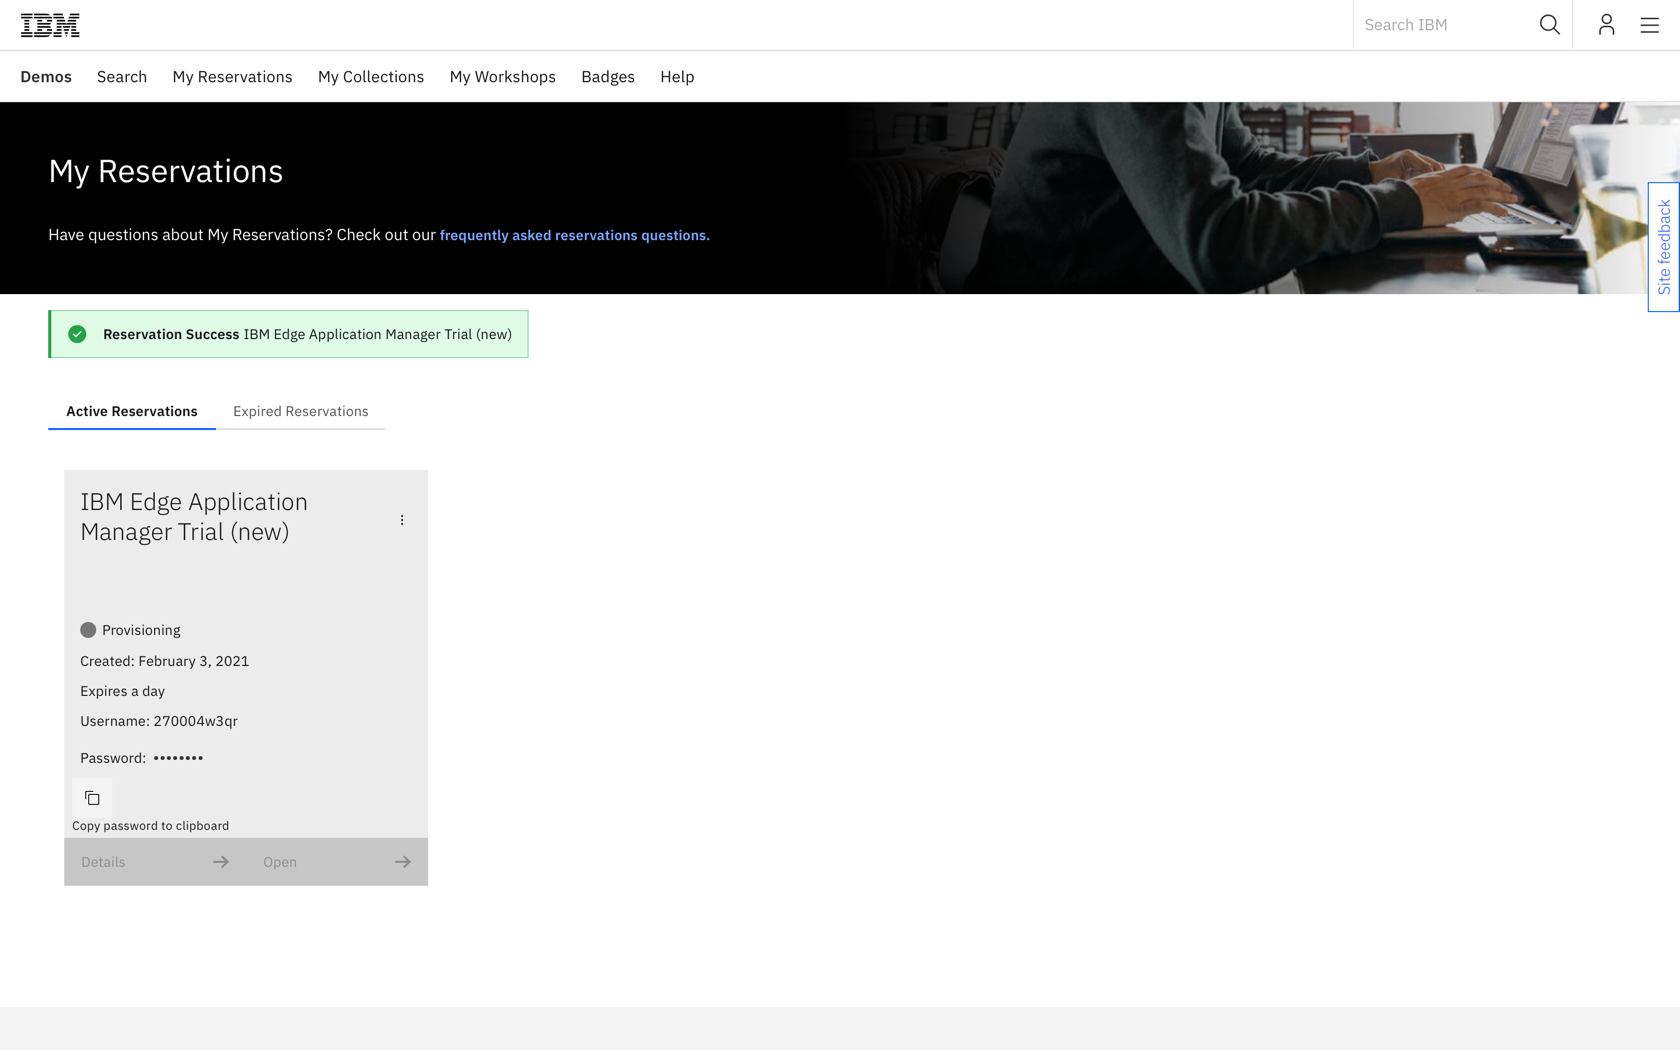 IBM
Search IBM
Demos Search My Reservations My Collections My Workshops Badges Help
My Reservations
Have questions about My Reservations? Check out our frequently asked reservations questions.
Site feedback
Reservation Success IBM Edge Application Manager Trial (new)
Active Reservations Expired Reservations
IBM Edge Application
Manager Trial (new)
Provisioning
Created: February 3, 2021
Expires a day
Username: 270004w3qr
Password: ••••••••
Copy password to clipboard
Details Open